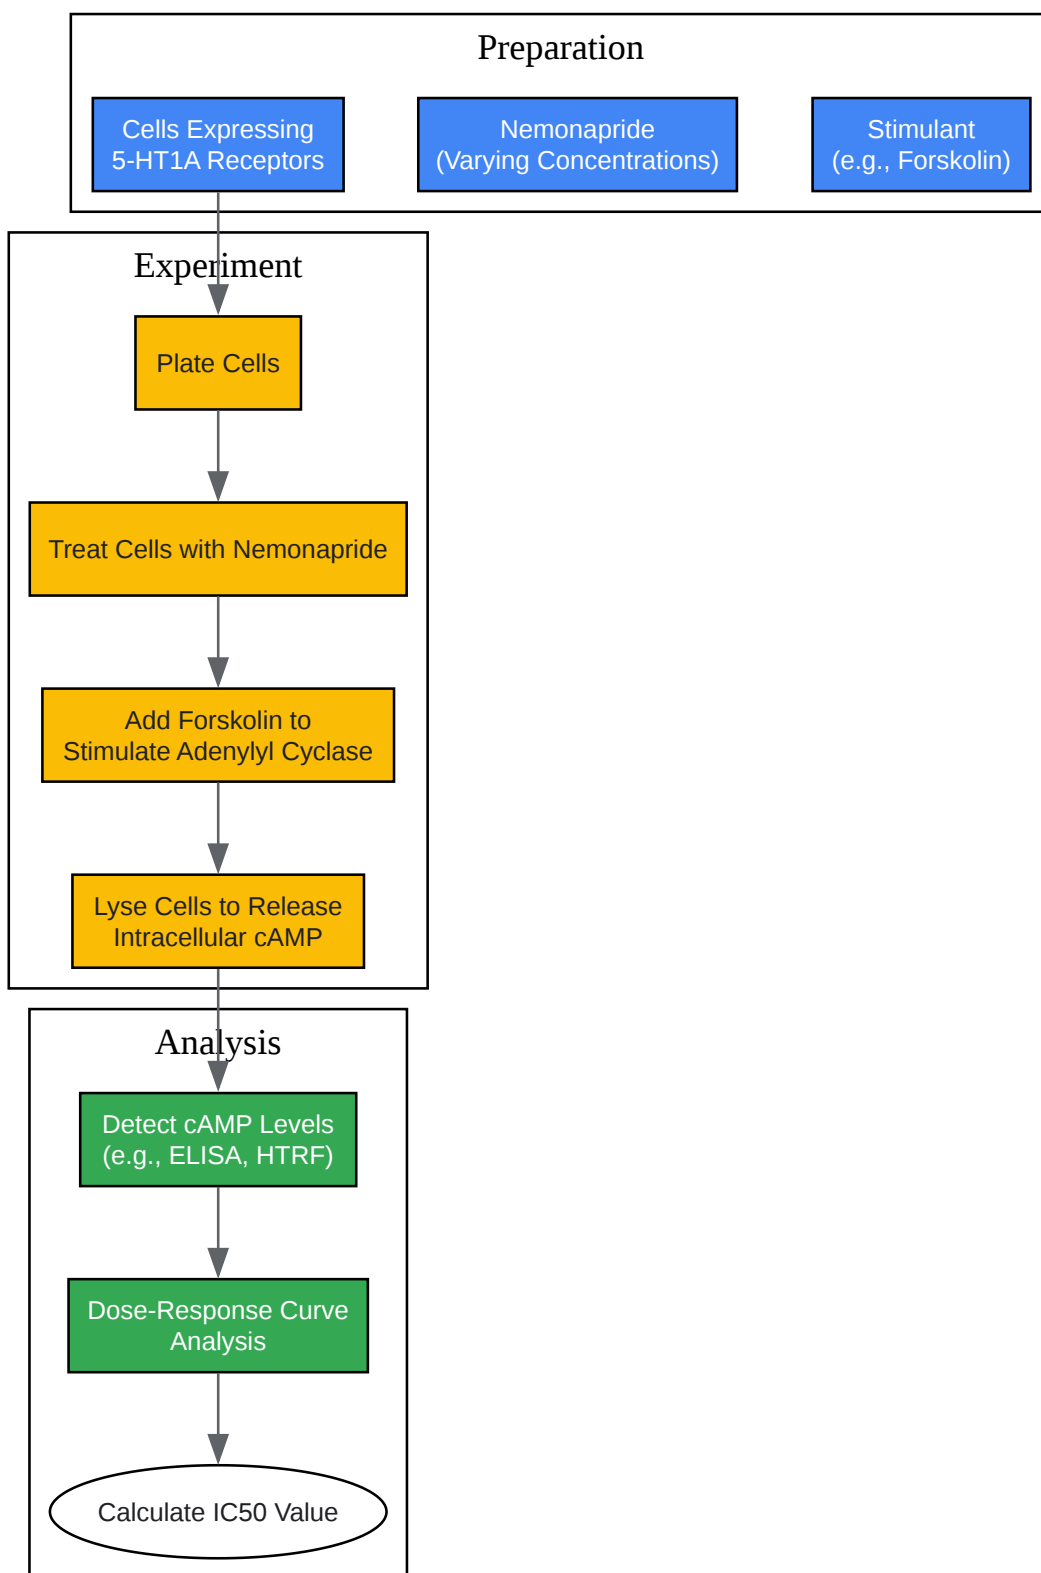 Preparation
Cells Expressing
5-HT1A Receptors
Nemonapride
(Varying Concentrations)
Stimulant
(e.g., Forskolin)
Experiment
Plate Cells
Treat Cells with Nemonapride
Add Forskolin to
Stimulate Adenylyl Cyclase
Lyse Cells to Release
Intracellular cAMP
Analysis
Detect cAMP Levels
(e.g., ELISA, HTRF)
Dose-Response Curve
Analysis
Calculate IC50 Value